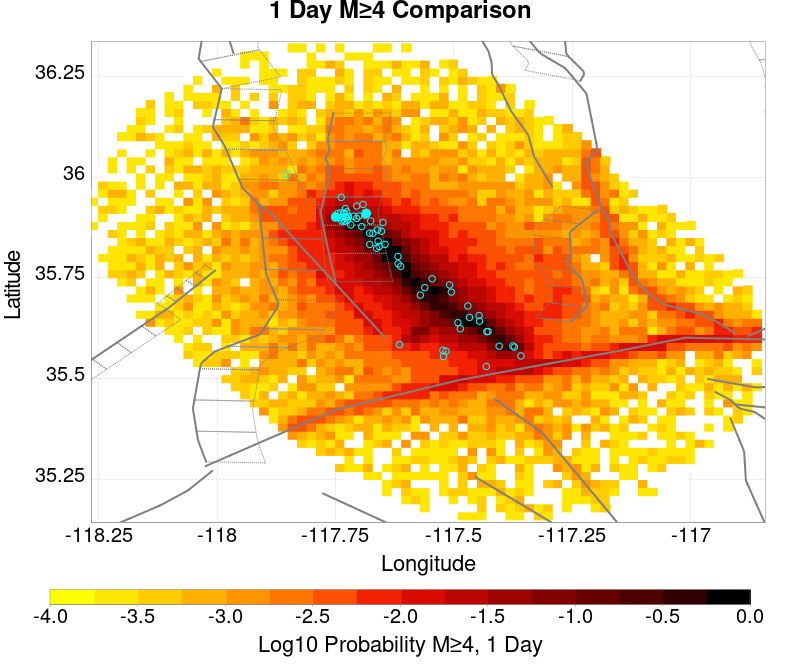 1 Day M≥4 Comparison
36.25
36
35.75
35.5
35.25
Latitude
-118.25 -118 -117.75 -117.5 -117.25 -117
Longitude
-4.0 -3.5 -3.0 -2.5 -2.0 -1.5 -1.0 -0.5 0.0
Log10 Probability M≥4, 1 Day